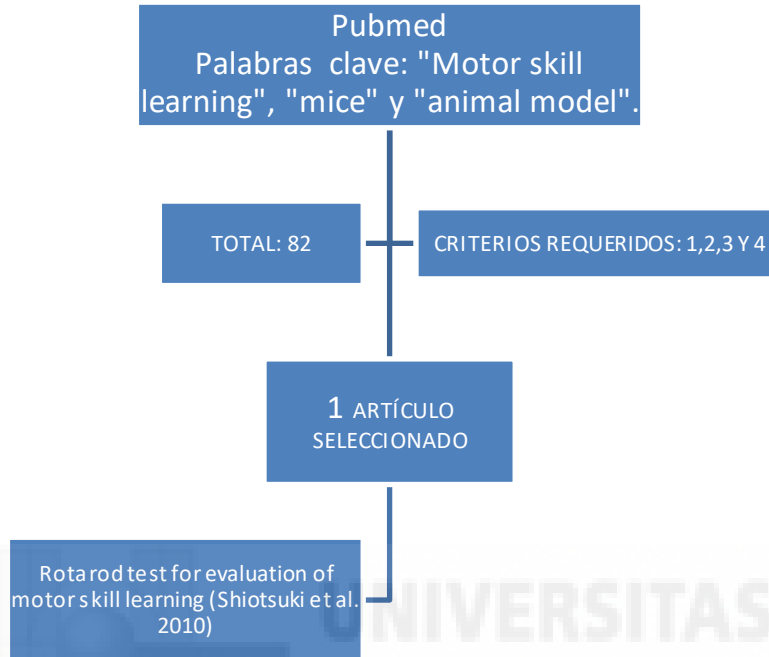 Pubmed
Palabras clave: "Motor skill
learning", "mice" y "animal model".
TOTAL: 82
CRITERIOS REQUERIDOS: 1,2,3 Y 4
1 ARTÍCULO
SELECCIONADO
Rotarod test for evaluation of
motor skill learning (Shiotsuki et al.
2010)
UNIVERSITAS